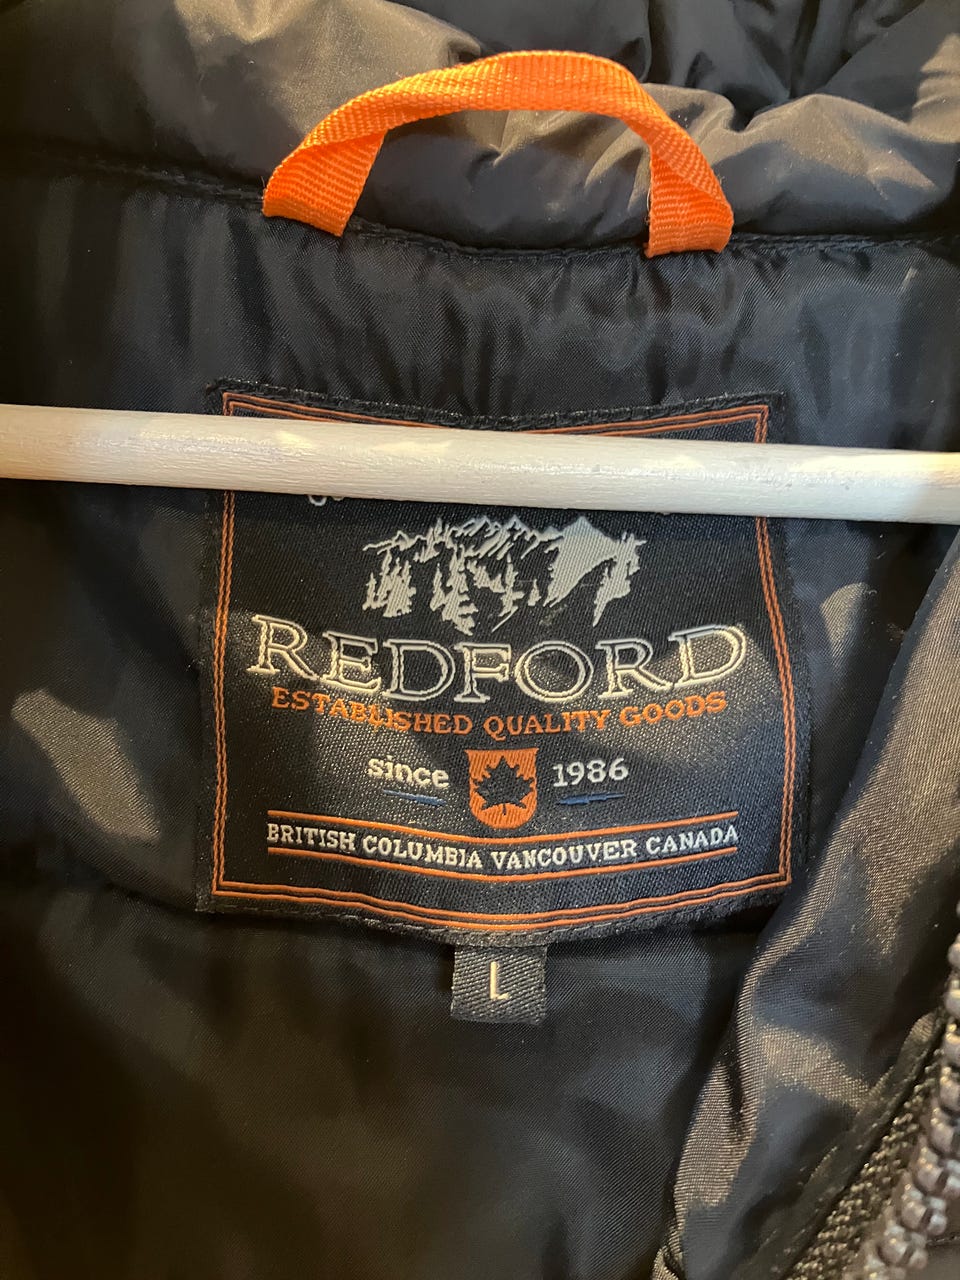 REDFORD
ESTABLISHED QUALITY GOODS
since 1986
BRITISH COLUMBIA VANCOUVER CANADA
L